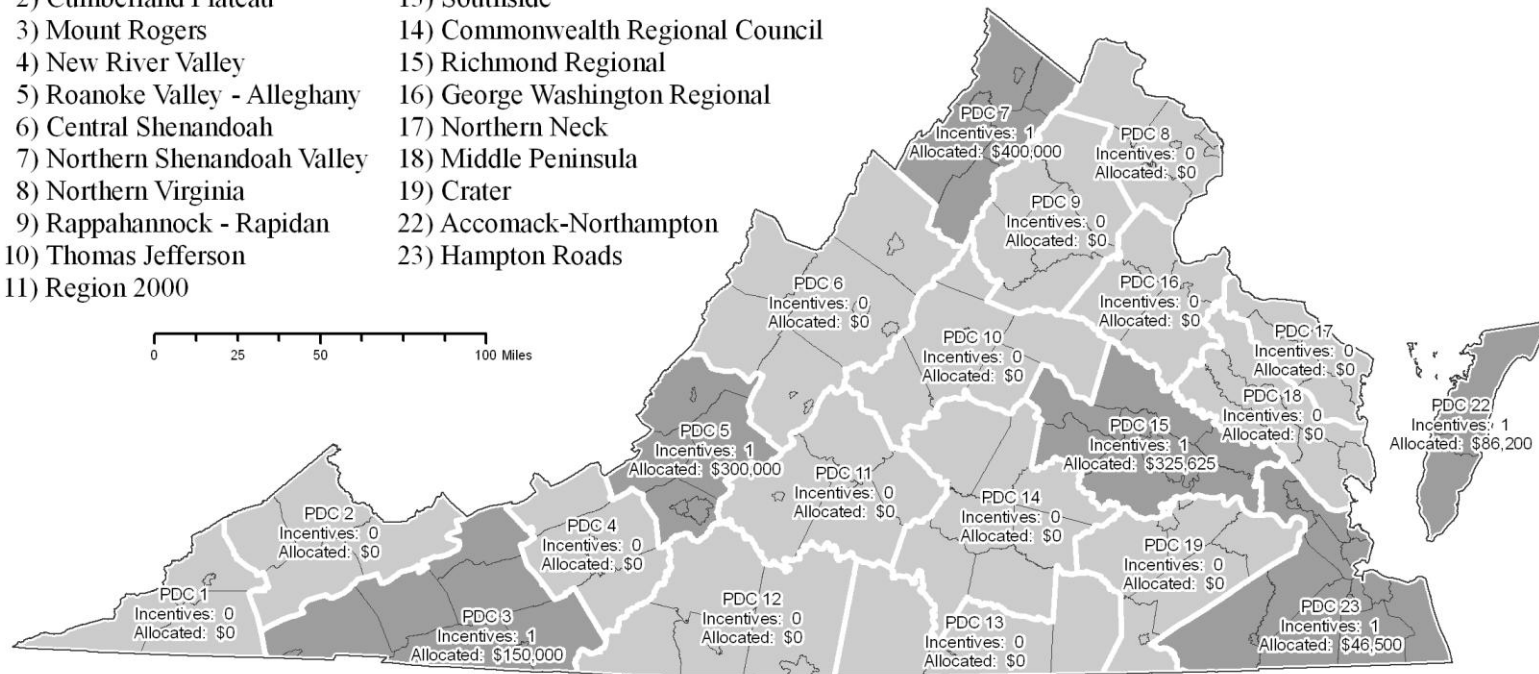 2) Cumberland Plateau
3) Mount Rogers
4) New River Valley
5) Roanoke Valley - Alleghany
6) Central Shenandoah
7) Northern Shenandoah Valley
8) Northern Virginia
9) Rappahannock - Rapidan
10) Thomas Jefferson
11) Region 2000
13) Southside
14) Commonwealth Regional Council
15) Richmond Regional
16) George Washington Regional
17) Northern Neck
18) Middle Peninsula
19) Crater
22) Accomack-Northampton
23) Hampton Roads
0 25 50 100 Miles
PDC 7
Incentives: 1
Allocated: $400,000
PDC 8
Incentives: 0
Allocated: $0
PDC 9
Incentives: 0
Allocated: $0
PDC 6
Incentives: 0
Allocated: $0
PDC 16
Incentives: 0
Allocated: $0
PDC 10
Incentives: 0
Allocated: $0
PDC 17
Incentives: 0
Allocated: $0
PDC 18
Incentives: 0
Allocated: $0
PDC 22
Incentives: 1
Allocated: $86,200
PDC 5
Incentives: 1
Allocated: $300,000
PDC 15
Incentives: 1
Allocated: $325,625
PDC 11
Incentives: 0
Allocated: $0
PDC 14
Incentives: 0
Allocated: $0
PDC 2
Incentives: 0
Allocated: $0
PDC 4
Incentives: 0
Allocated: $0
PDC 19
Incentives: 0
Allocated: $0
PDC 1
Incentives: 0
Allocated: $0
PDC 3
Incentives: 1
Allocated: $150,000
PDC 12
Incentives: 0
Allocated: $0
PDC 13
Incentives: 0
Allocated: $0
PDC 23
Incentives: 1
Allocated: $46,500